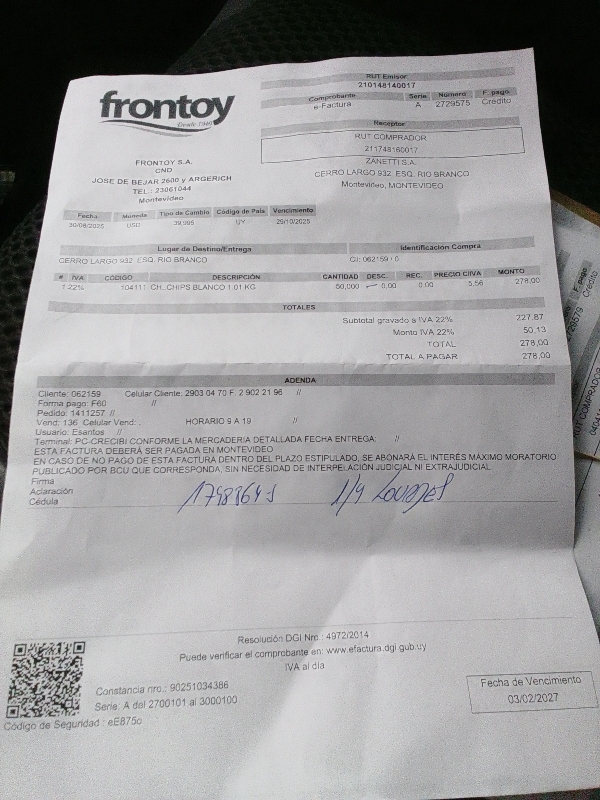 frontoy
Desde 1940
FRONTOY S.A.
CND
JOSE DE BEJAR 2600 y ARGERICH
TEL.: 23061044
Montevideo
RUT Emisor
210148140017
Comprobante Serie Número F. pago
e-Factura A 2729575 Crédito
Receptor
RUT COMPRADOR
211748160017
ZANETTI S.A.
CERRO LARGO 932 ESQ. RIO BRANCO
Montevideo, MONTEVIDEO
Fecha Moneda Tipo de Cambio Código de País Vencimiento
30/08/2025 USD 39,995 UY 29/10/2025
Lugar de Destino/Entrega Identificación Compra
CERRO LARGO 932 ESQ. RIO BRANCO CI: 062159 / 0
# IVA CÓDIGO DESCRIPCIÓN CANTIDAD DESC. REC. PRECIO C/IVA MONTO
1 22% 104111 CH..CHIPS BLANCO 1.01 KG 50,000 0.00 0.00 5,56 278.00
TOTALES
Subtotal gravado a IVA 22% 227,87
Monto IVA 22% 50,13
TOTAL 278,00
TOTAL A PAGAR 278,00
ADENDA
Cliente: 062159 Celular Cliente: 2903 04 70 F. 2 902 21 96 //
Forma pago: F60 //
Pedido: 1411257 //
Vend: 136 Celular Vend: . HORARIO 9 A 19 //
Usuario: Esantos //
Terminal: PC-CRECIBI CONFORME LA MERCADERIA DETALLADA FECHA ENTREGA: //
ESTA FACTURA DEBERÁ SER PAGADA EN MONTEVIDEO
EN CASO DE NO PAGO DE ESTA FACTURA DENTRO DEL PLAZO ESTIPULADO, SE ABONARÁ EL INTERÉS MÁXIMO MORATORIO
PUBLICADO POR BCU QUE CORRESPONDA, SIN NECESIDAD DE INTERPELACIÓN JUDICIAL NI EXTRAJUDICIAL
Firma
Aclaración
Cédula
Lourdes
Resolución DGI Nro.: 4972/2014
Puede verificar el comprobante en: www.efactura.dgi.gub.uy
IVA al día
Constancia nro.: 90251034386
Serie: A del 2700101 al 3000100
Código de Seguridad : eE875o
Fecha de Vencimiento
03/02/2027
F. pago
Crédito
RUT COMPRADOR